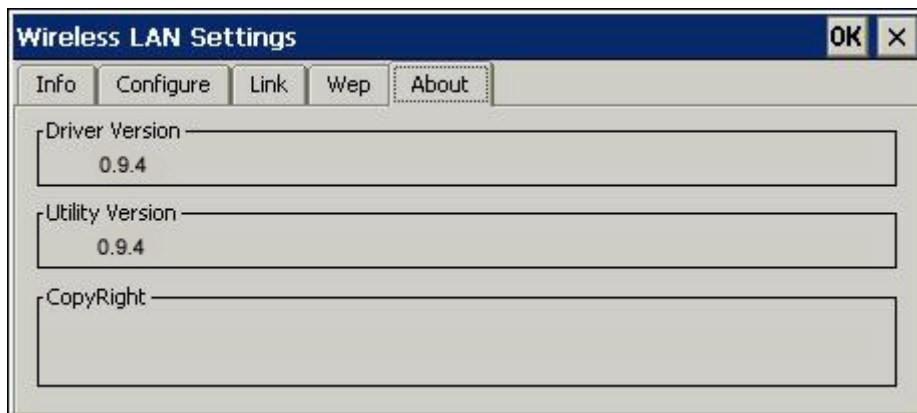 Wireless LAN Settings OK ×
Info Configure Link Wep About
Driver Version
0.9.4
Utility Version
0.9.4
CopyRight